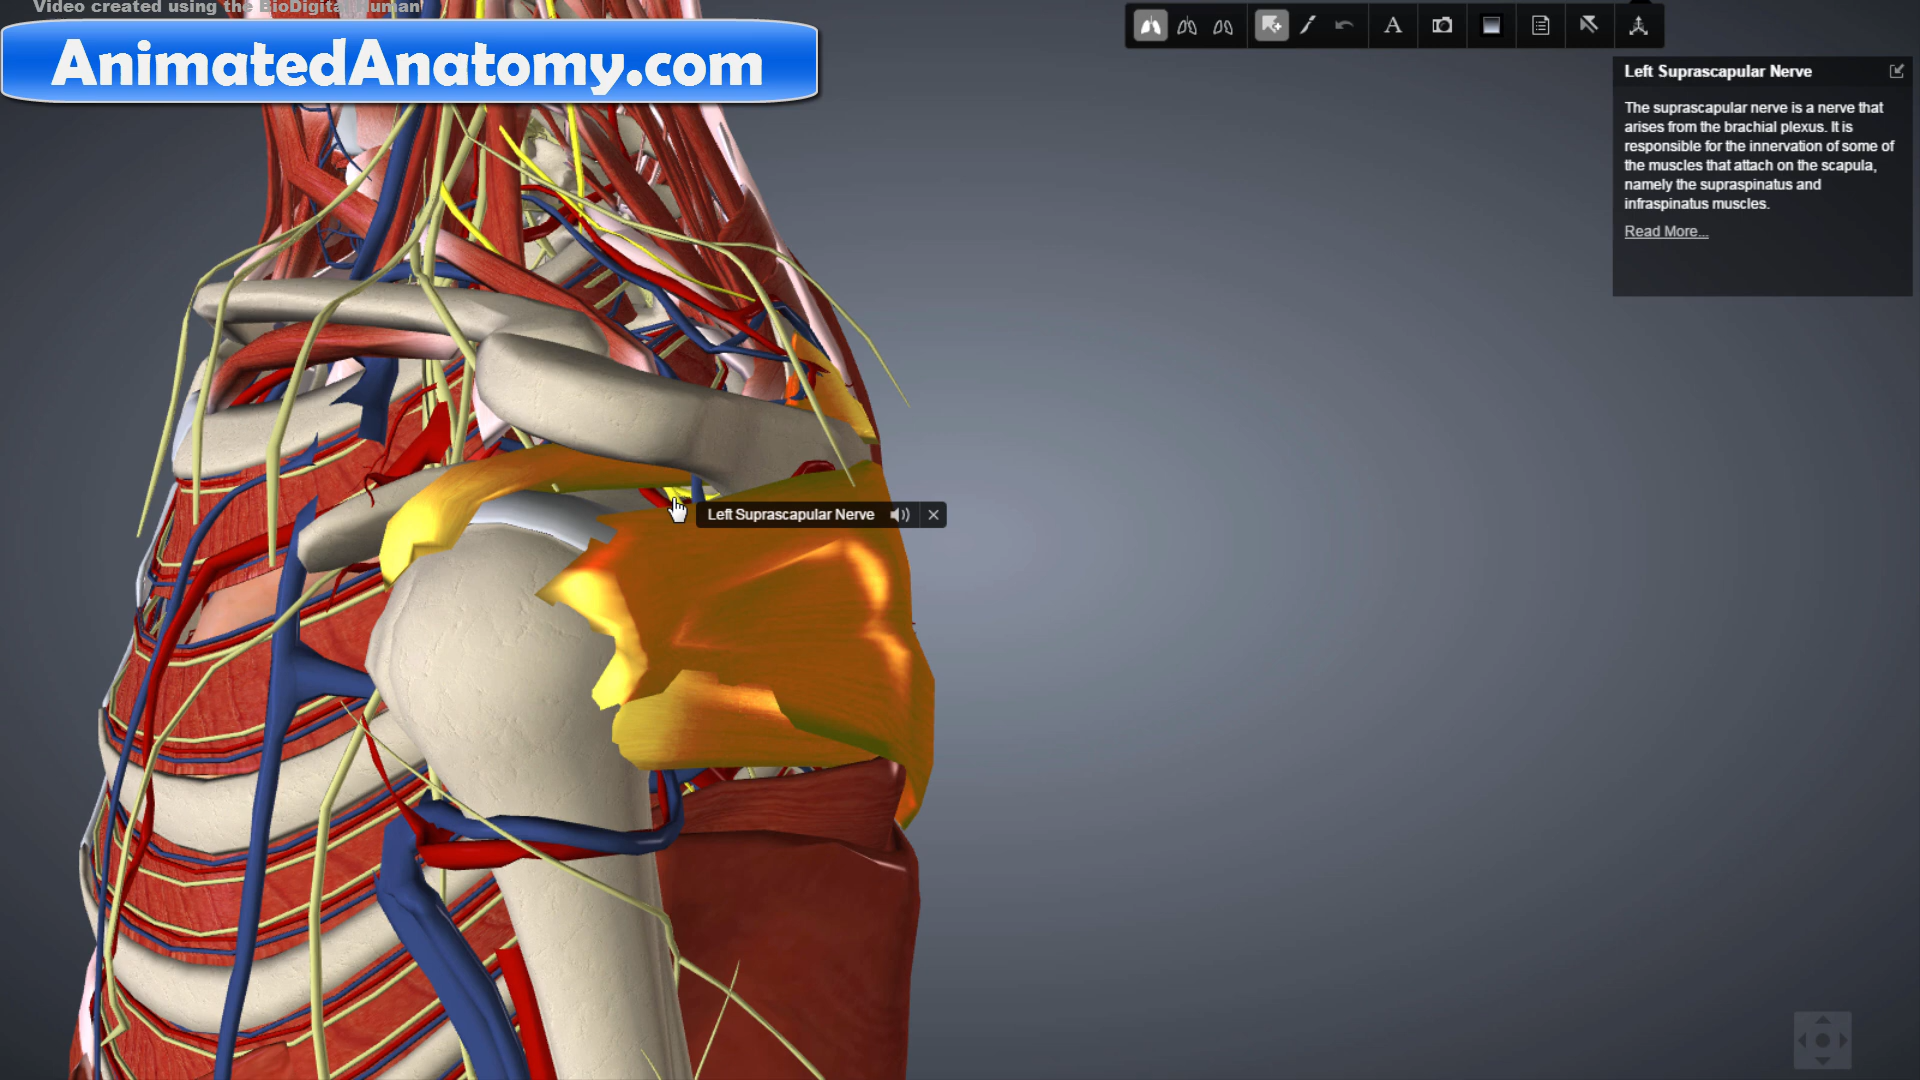 Video created using the BioDigital Human
AnimatedAnatomy.com
A
Left Suprascapular Nerve
The suprascapular nerve is a nerve that
arises from the brachial plexus. It is
responsible for the innervation of some of
the muscles that attach on the scapula,
namely the supraspinatus and
infraspinatus muscles.
Read More...
Left Suprascapular Nerve